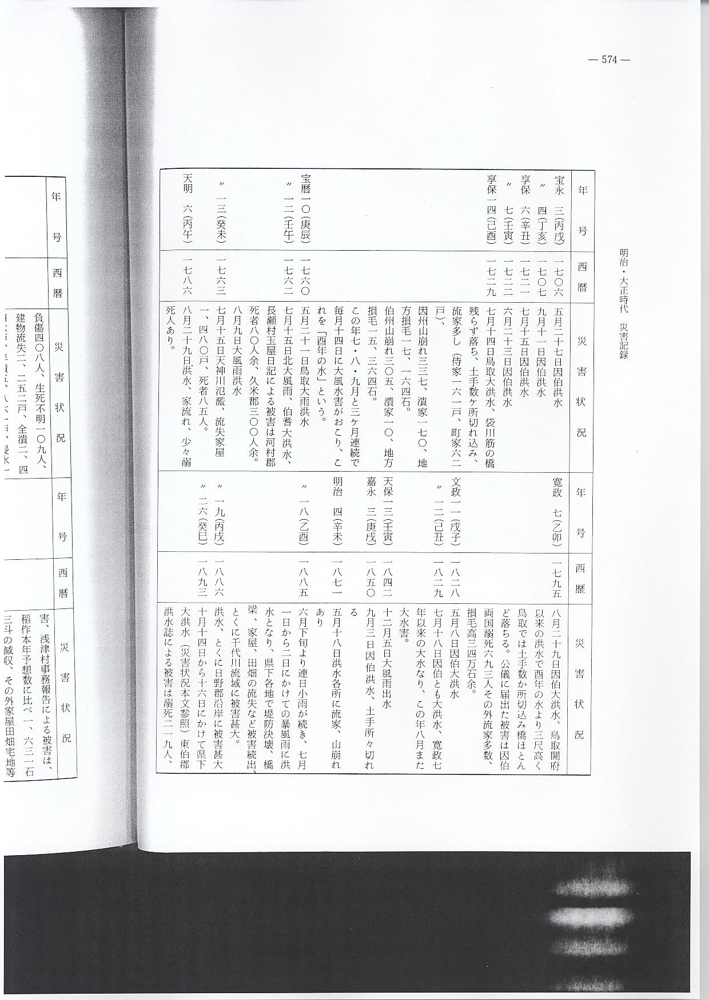 — 574 —
明治・大正時代　災害記録
年号
西暦
災害状況
宝永　三(丙戌)　一七〇六　五月二十七日因伯洪水
〃　四(丁亥)　一七〇七　九月十一日因伯洪水
享保　六(辛丑)　一七二一　七月十五日因伯洪水
〃　七(壬寅)　一七二二　六月二十三日因伯洪水
享保一四(己酉)　一七二九　七月十四日鳥取大洪水、袋川筋の橋
残らず落ち、土手数ケ所切れ込み、
流家多し（侍家一六一戸、町家六二
戸）、
因州山崩れ三三七、潰家一七〇、地
方損毛一七、一六四石。
伯州山崩れ三〇五、潰家一〇、地方
損毛一五、三六四石。
この年七・八・九月と三ケ月連続で
毎月十四日に大風水害がおこり、こ
れを「酉年の水」という。
宝暦一〇(庚辰)　一七六〇　五月二十一日鳥取大雨洪水
〃　一二(壬午)　一七六二　七月十五日北大風雨、伯耆大洪水、
長瀬村玉屋日記による被害は河村郡
死者八〇人余、久米郡三〇〇人余。
八月九日大風雨洪水
〃　一三(癸未)　一七六三　七月十五日天神川氾濫、流失家屋
一、四八〇戸、死者八五人。
天明　六(丙午)　一七八六　八月二十九日洪水、家流れ、少々溺
死人あり。
年号
西歴
災害状況
寛政　七(乙卯)　一七九五　八月二十九日因伯大洪水、鳥取開府
以来の洪水で酉年の水より三尺高く
鳥取では土手数か所切込み橋ほとん
ど落ちる。公儀に届出た被害は因伯
両国溺死六九三人その外流家多数、
損毛高三四万石余。
文政一一(戊子)　一八二八　五月八日因伯大洪水
〃　一二(己丑)　一八二九　七月十八日因伯とも大洪水、寛政七
年以来の大水なり、この年八月また
大水害。
天保一三(壬寅)　一八四二　十二月五日大風雨出水
嘉永　三(庚戌)　一八五〇　九月三日因伯洪水、土手所々切れ
る
明治　四(辛未)　一八七一　五月十八日洪水各所に流家、山崩れ
あり
〃　一八(乙酉)　一八八五　六月下旬より連日小雨が続き、七月
一日から二日にかけての暴風雨に洪
水となり、県下各地で堤防決壊、橋
梁、家屋、田畑の流失など被害続出、
とくに千代川流域に被害甚大。
〃　一九(丙戌)　一八八六　洪水、とくに日野郡沿岸に被害甚大
〃　二六(癸巳)　一八九三　十月十四日から十六日にかけて県下
大洪水（災害状況本文参照）東伯郡
洪水誌による被害は溺死二一九人、
年号
西暦
災害状況
負傷四〇八人、生死不明一〇九人、
建物流失二、二五二戸、全潰二、四
年号
西暦
災害状況
害、浅津村事務報告による被害は、
稲作本年予想数に比べ一、六三一石
三斗の減収、その外家屋田畑宅地等